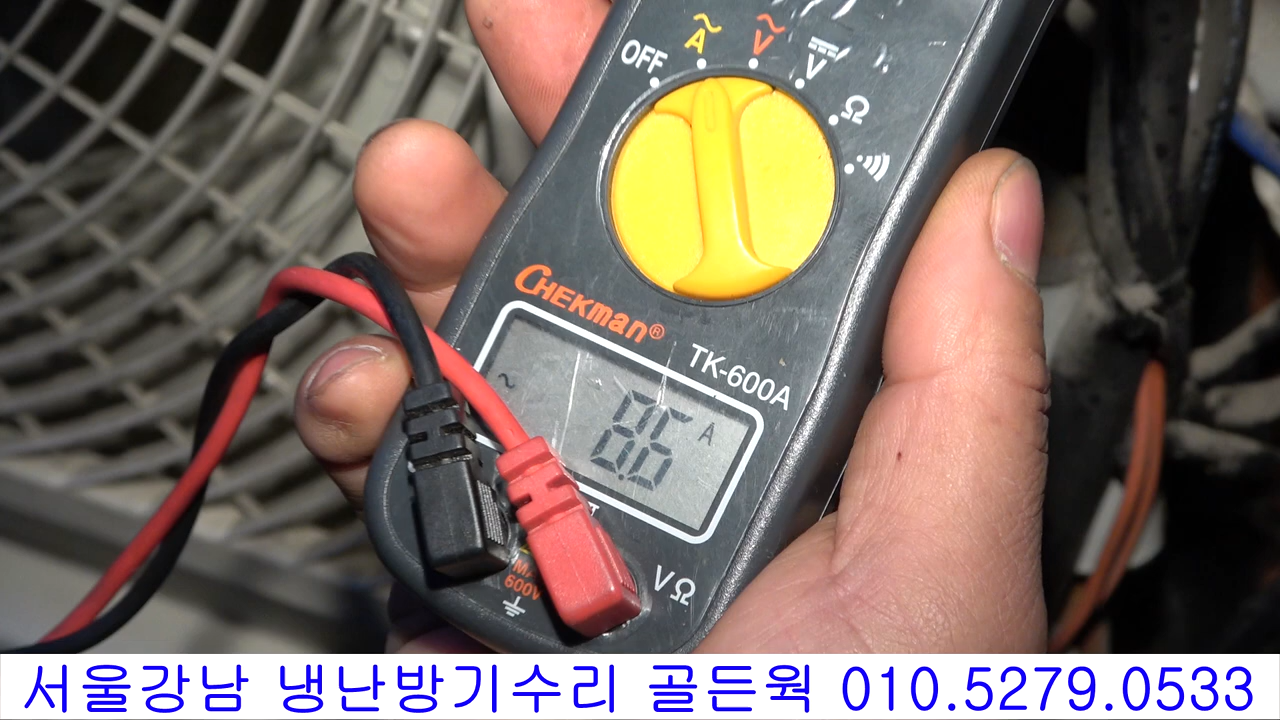 OFF
A
V
V
Ω
CHEKMAN®
TK-600A
~
8.6 A
600V
VΩ
서울강남 냉난방기수리 골든웍 010.5279.0533